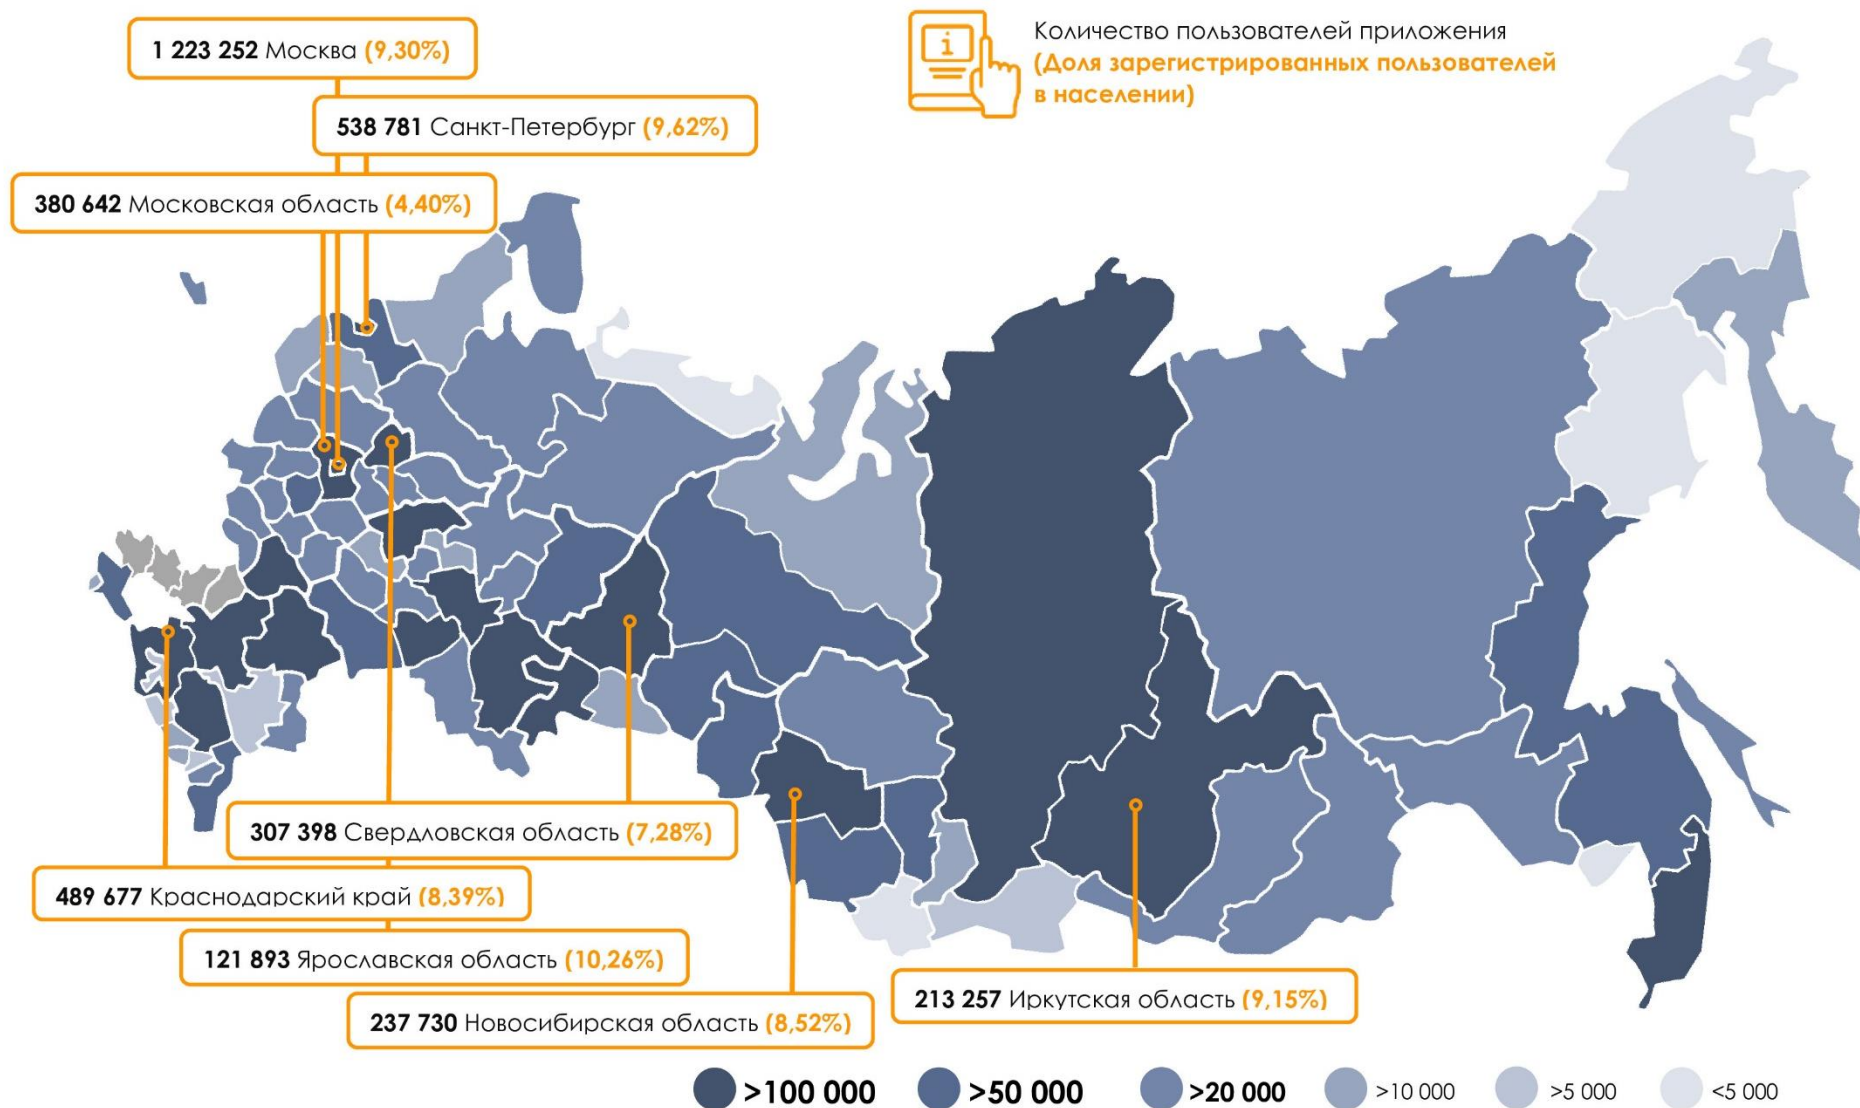 1 223 252 Москва (9,30%)
538 781 Санкт-Петербург (9,62%)
380 642 Московская область (4,40%)
i
Количество пользователей приложения
(Доля зарегистрированных пользователей
в населении)
307 398 Свердловская область (7,28%)
489 677 Краснодарский край (8,39%)
121 893 Ярославская область (10,26%)
237 730 Новосибирская область (8,52%)
213 257 Иркутская область (9,15%)
>100 000 >50 000 >20 000 >10 000 >5 000 <5 000